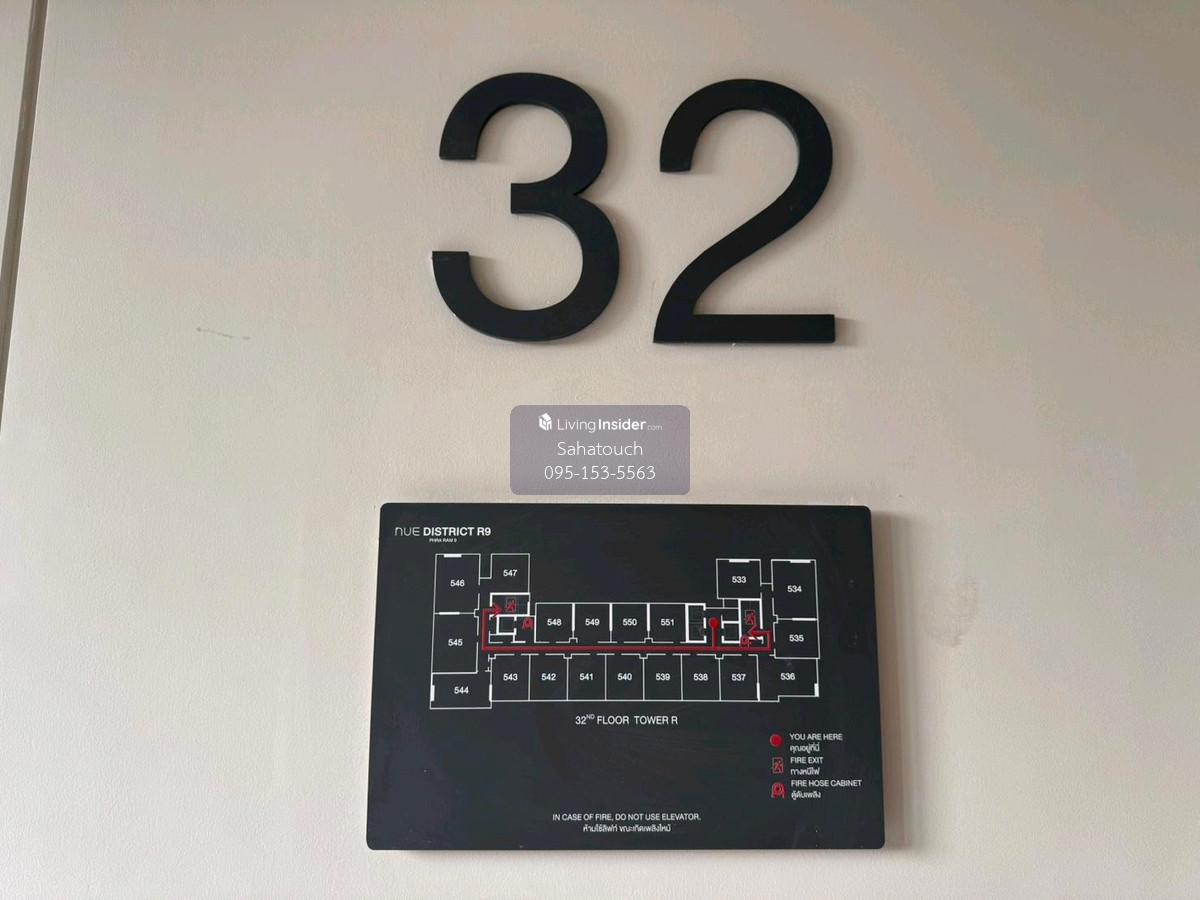 32
LivingInsider.com
Sahatouch
095-153-5563
nUE DISTRICT R9
PHRA RAM 9
546
547
533
534
548
549
550
551
545
535
543
542
541
540
539
538
537
536
544
32ND FLOOR TOWER R
YOU ARE HERE
คุณอยู่ที่นี่
FIRE EXIT
ทางหนีไฟ
FIRE HOSE CABINET
ตู้ดับเพลิง
IN CASE OF FIRE, DO NOT USE ELEVATOR.
ห้ามใช้ลิฟท์ ขณะเกิดเพลิงไหม้